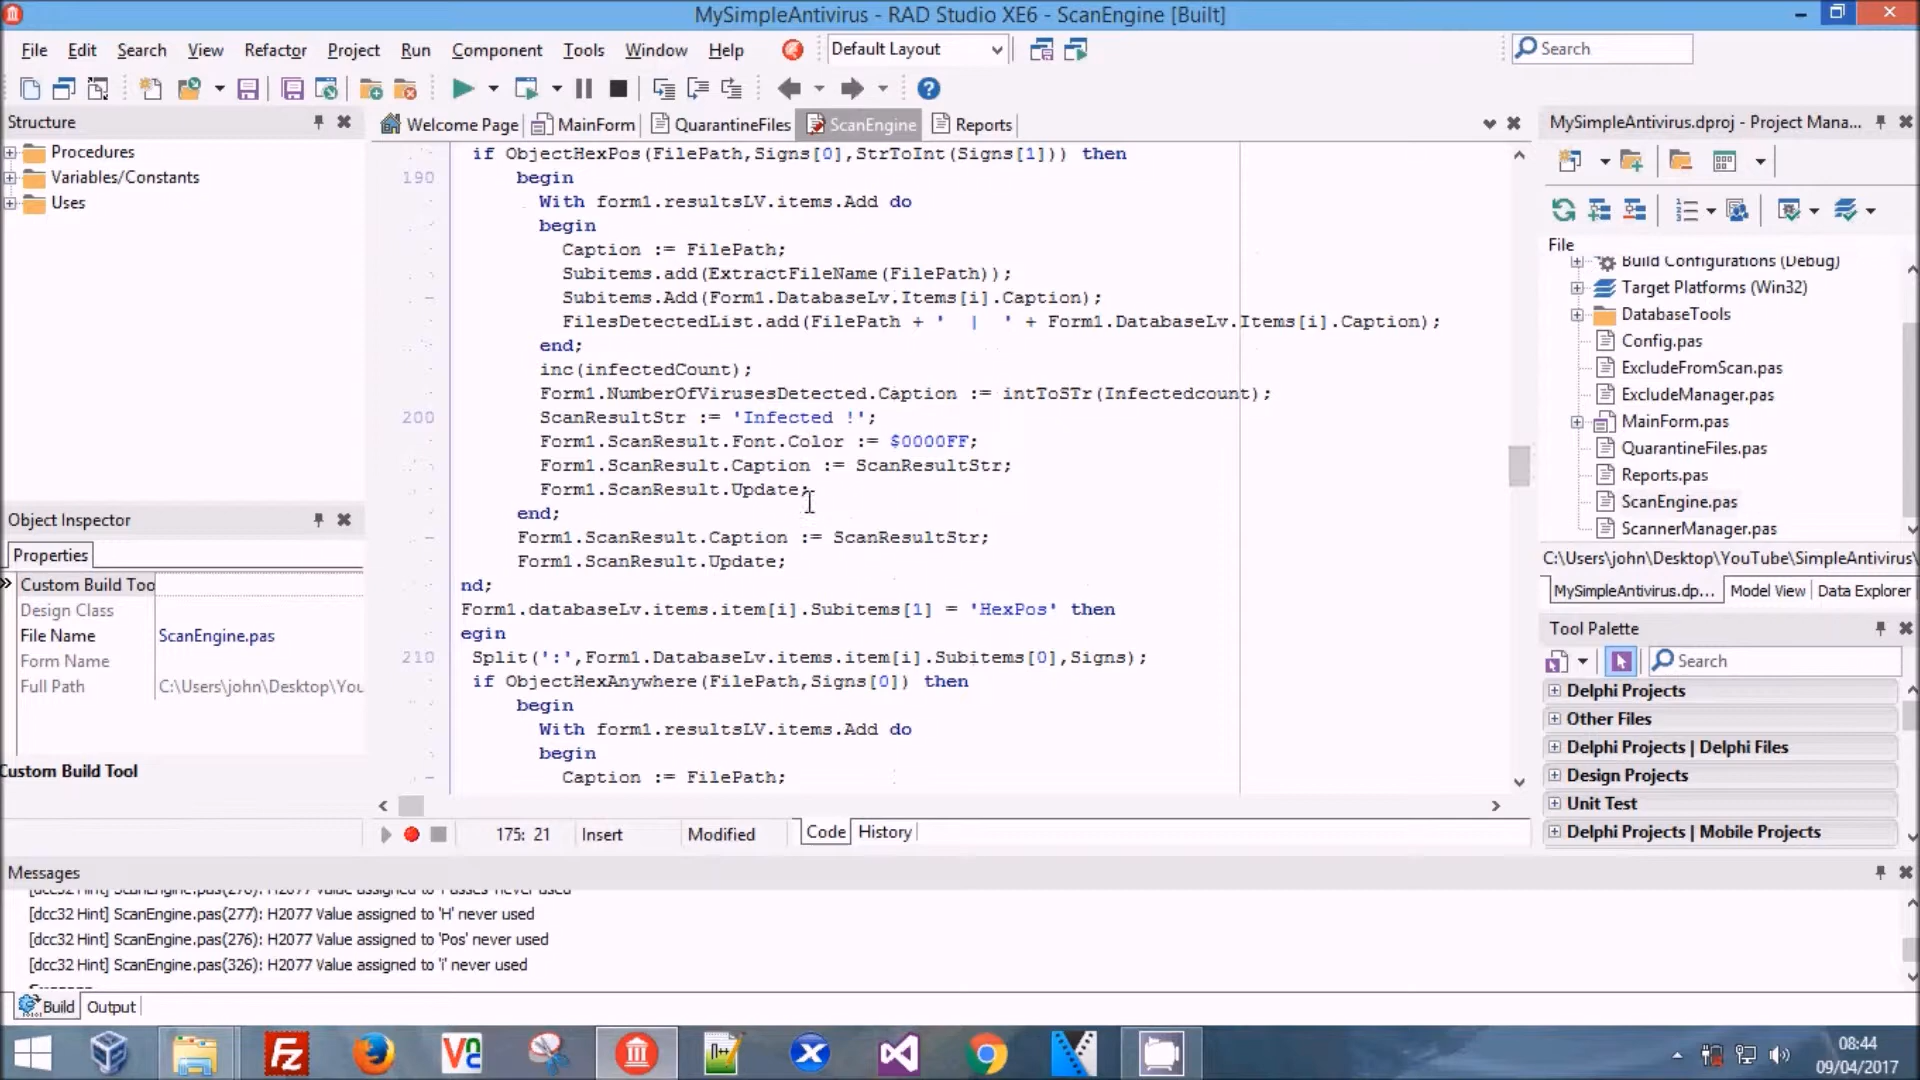 MySimpleAntivirus - RAD Studio XE6 - ScanEngine [Built]
File Edit Search View Refactor Project Run Component Tools Window Help Default Layout Search
Structure
Procedures
Variables/Constants
Uses
Welcome Page MainForm QuarantineFiles ScanEngine Reports
if ObjectHexPos(FilePath,Signs[0],StrToInt(Signs[1])) then
190 begin
With form1.resultsLV.items.Add do
begin
Caption := FilePath;
Subitems.add(ExtractFileName(FilePath));
Subitems.Add(Form1.DatabaseLv.Items[i].Caption);
FilesDetectedList.add(FilePath + ' | ' + Form1.DatabaseLv.Items[i].Caption);
end;
inc(infectedCount);
Form1.NumberOfVirusesDetected.Caption := intToSTr(Infectedcount);
200 ScanResultStr := 'Infected !';
Form1.ScanResult.Font.Color := $0000FF;
Form1.ScanResult.Caption := ScanResultStr;
Form1.ScanResult.Update;
end;
Form1.ScanResult.Caption := ScanResultStr;
Form1.ScanResult.Update;
nd;
Form1.databaseLv.items.item[i].Subitems[1] = 'HexPos' then
egin
210 Split(':',Form1.DatabaseLv.items.item[i].Subitems[0],Signs);
if ObjectHexAnywhere(FilePath,Signs[0]) then
begin
With form1.resultsLV.items.Add do
begin
Caption := FilePath;
175: 21 Insert Modified Code History
Object Inspector
Properties
Custom Build Too
Design Class
File Name ScanEngine.pas
Form Name
Full Path C:\Users\john\Desktop\You
Custom Build Tool
MySimpleAntivirus.dproj - Project Mana...
File
Build Configurations (Debug)
Target Platforms (Win32)
DatabaseTools
Config.pas
ExcludeFromScan.pas
ExcludeManager.pas
MainForm.pas
QuarantineFiles.pas
Reports.pas
ScanEngine.pas
ScannerManager.pas
C:\Users\john\Desktop\YouTube\SimpleAntivirus\
MySimpleAntivirus.dp... Model View Data Explorer
Tool Palette
Search
Delphi Projects
Other Files
Delphi Projects | Delphi Files
Design Projects
Unit Test
Delphi Projects | Mobile Projects
Messages
[dcc32 Hint] ScanEngine.pas(277): H2077 Value assigned to 'H' never used
[dcc32 Hint] ScanEngine.pas(276): H2077 Value assigned to 'Pos' never used
[dcc32 Hint] ScanEngine.pas(326): H2077 Value assigned to 'i' never used
Build Output
08:44
09/04/2017